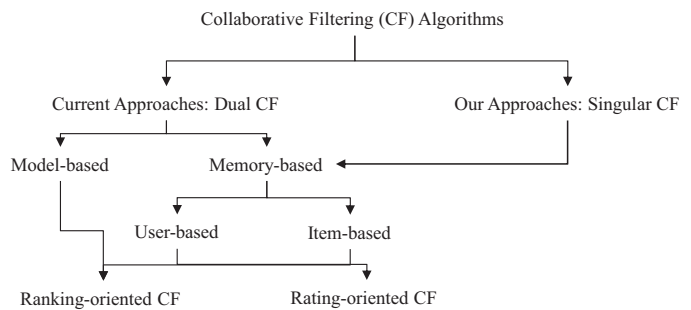 Collaborative Filtering (CF) Algorithms
Current Approaches: Dual CF
Our Approaches: Singular CF
Model-based
Memory-based
User-based
Item-based
Ranking-oriented CF
Rating-oriented CF